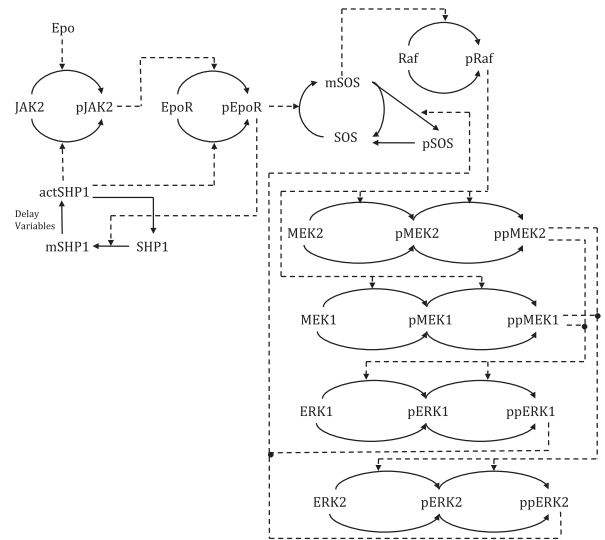 Epo
mSOS
Raf
pRaf
JAK2
pJAK2
EpoR
pEpoR
SOS
pSOS
actSHP1
Delay
Variables
mSHP1
SHP1
MEK2
pMEK2
ppMEK2
MEK1
pMEK1
ppMEK1
ERK1
pERK1
ppERK1
ERK2
pERK2
ppERK2